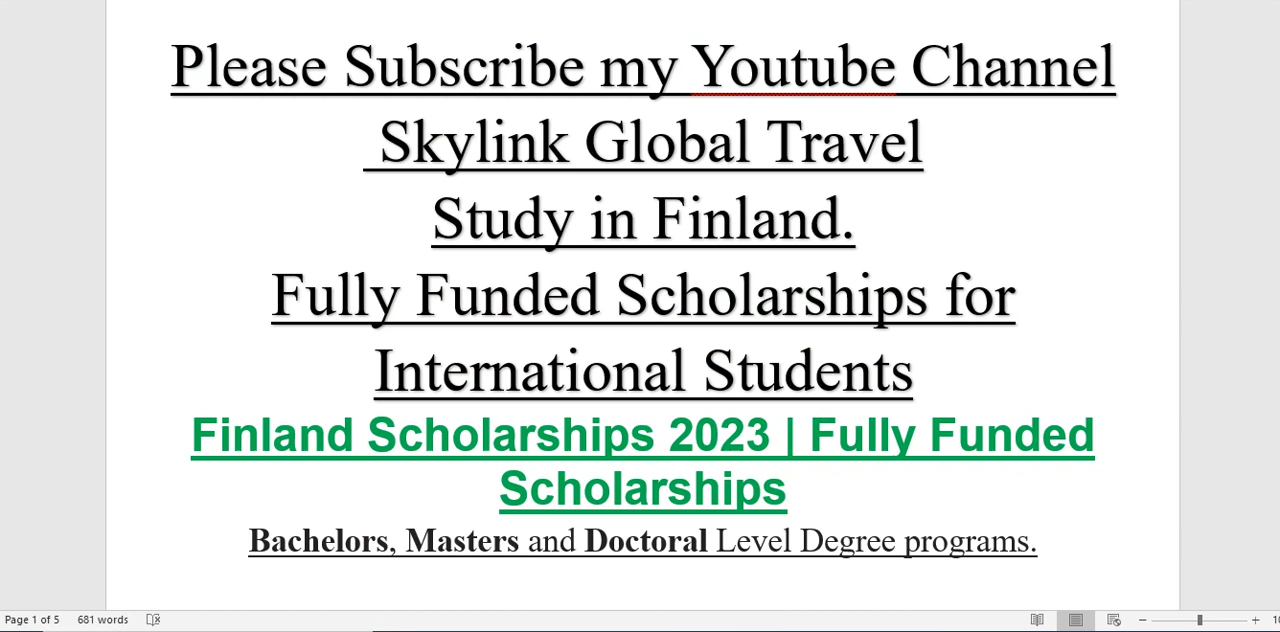 Please Subscribe my Youtube Channel
Skylink Global Travel
Study in Finland.
Fully Funded Scholarships for
International Students
Finland Scholarships 2023 | Fully Funded
Scholarships
Bachelors, Masters and Doctoral Level Degree programs.
Page 1 of 5 681 words